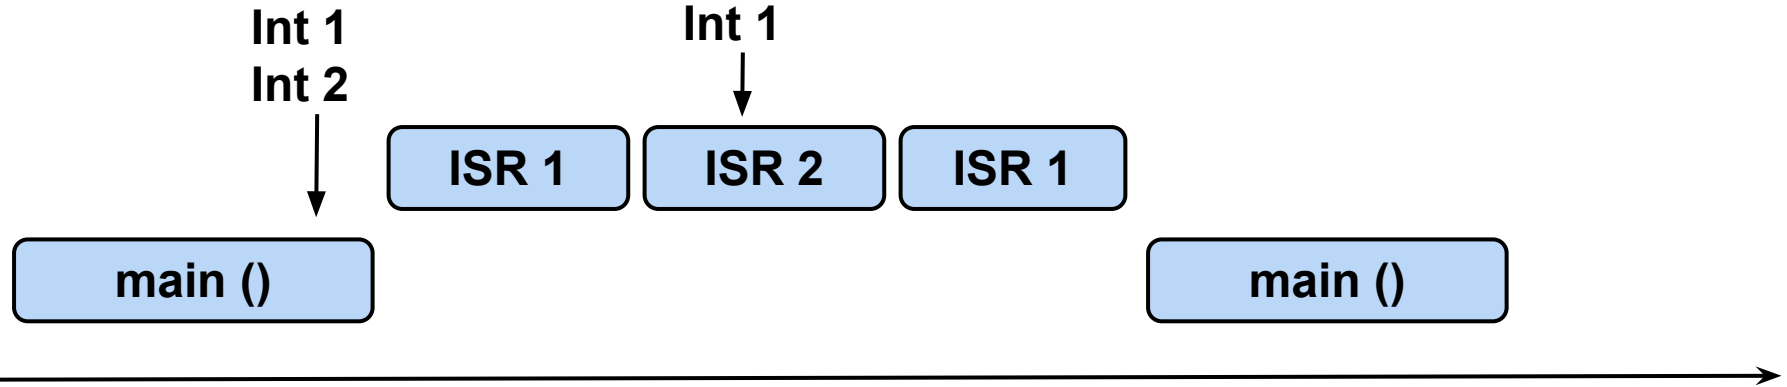 Int 1
Int 2
Int 1
ISR 1
ISR 2
ISR 1
main ()
main ()